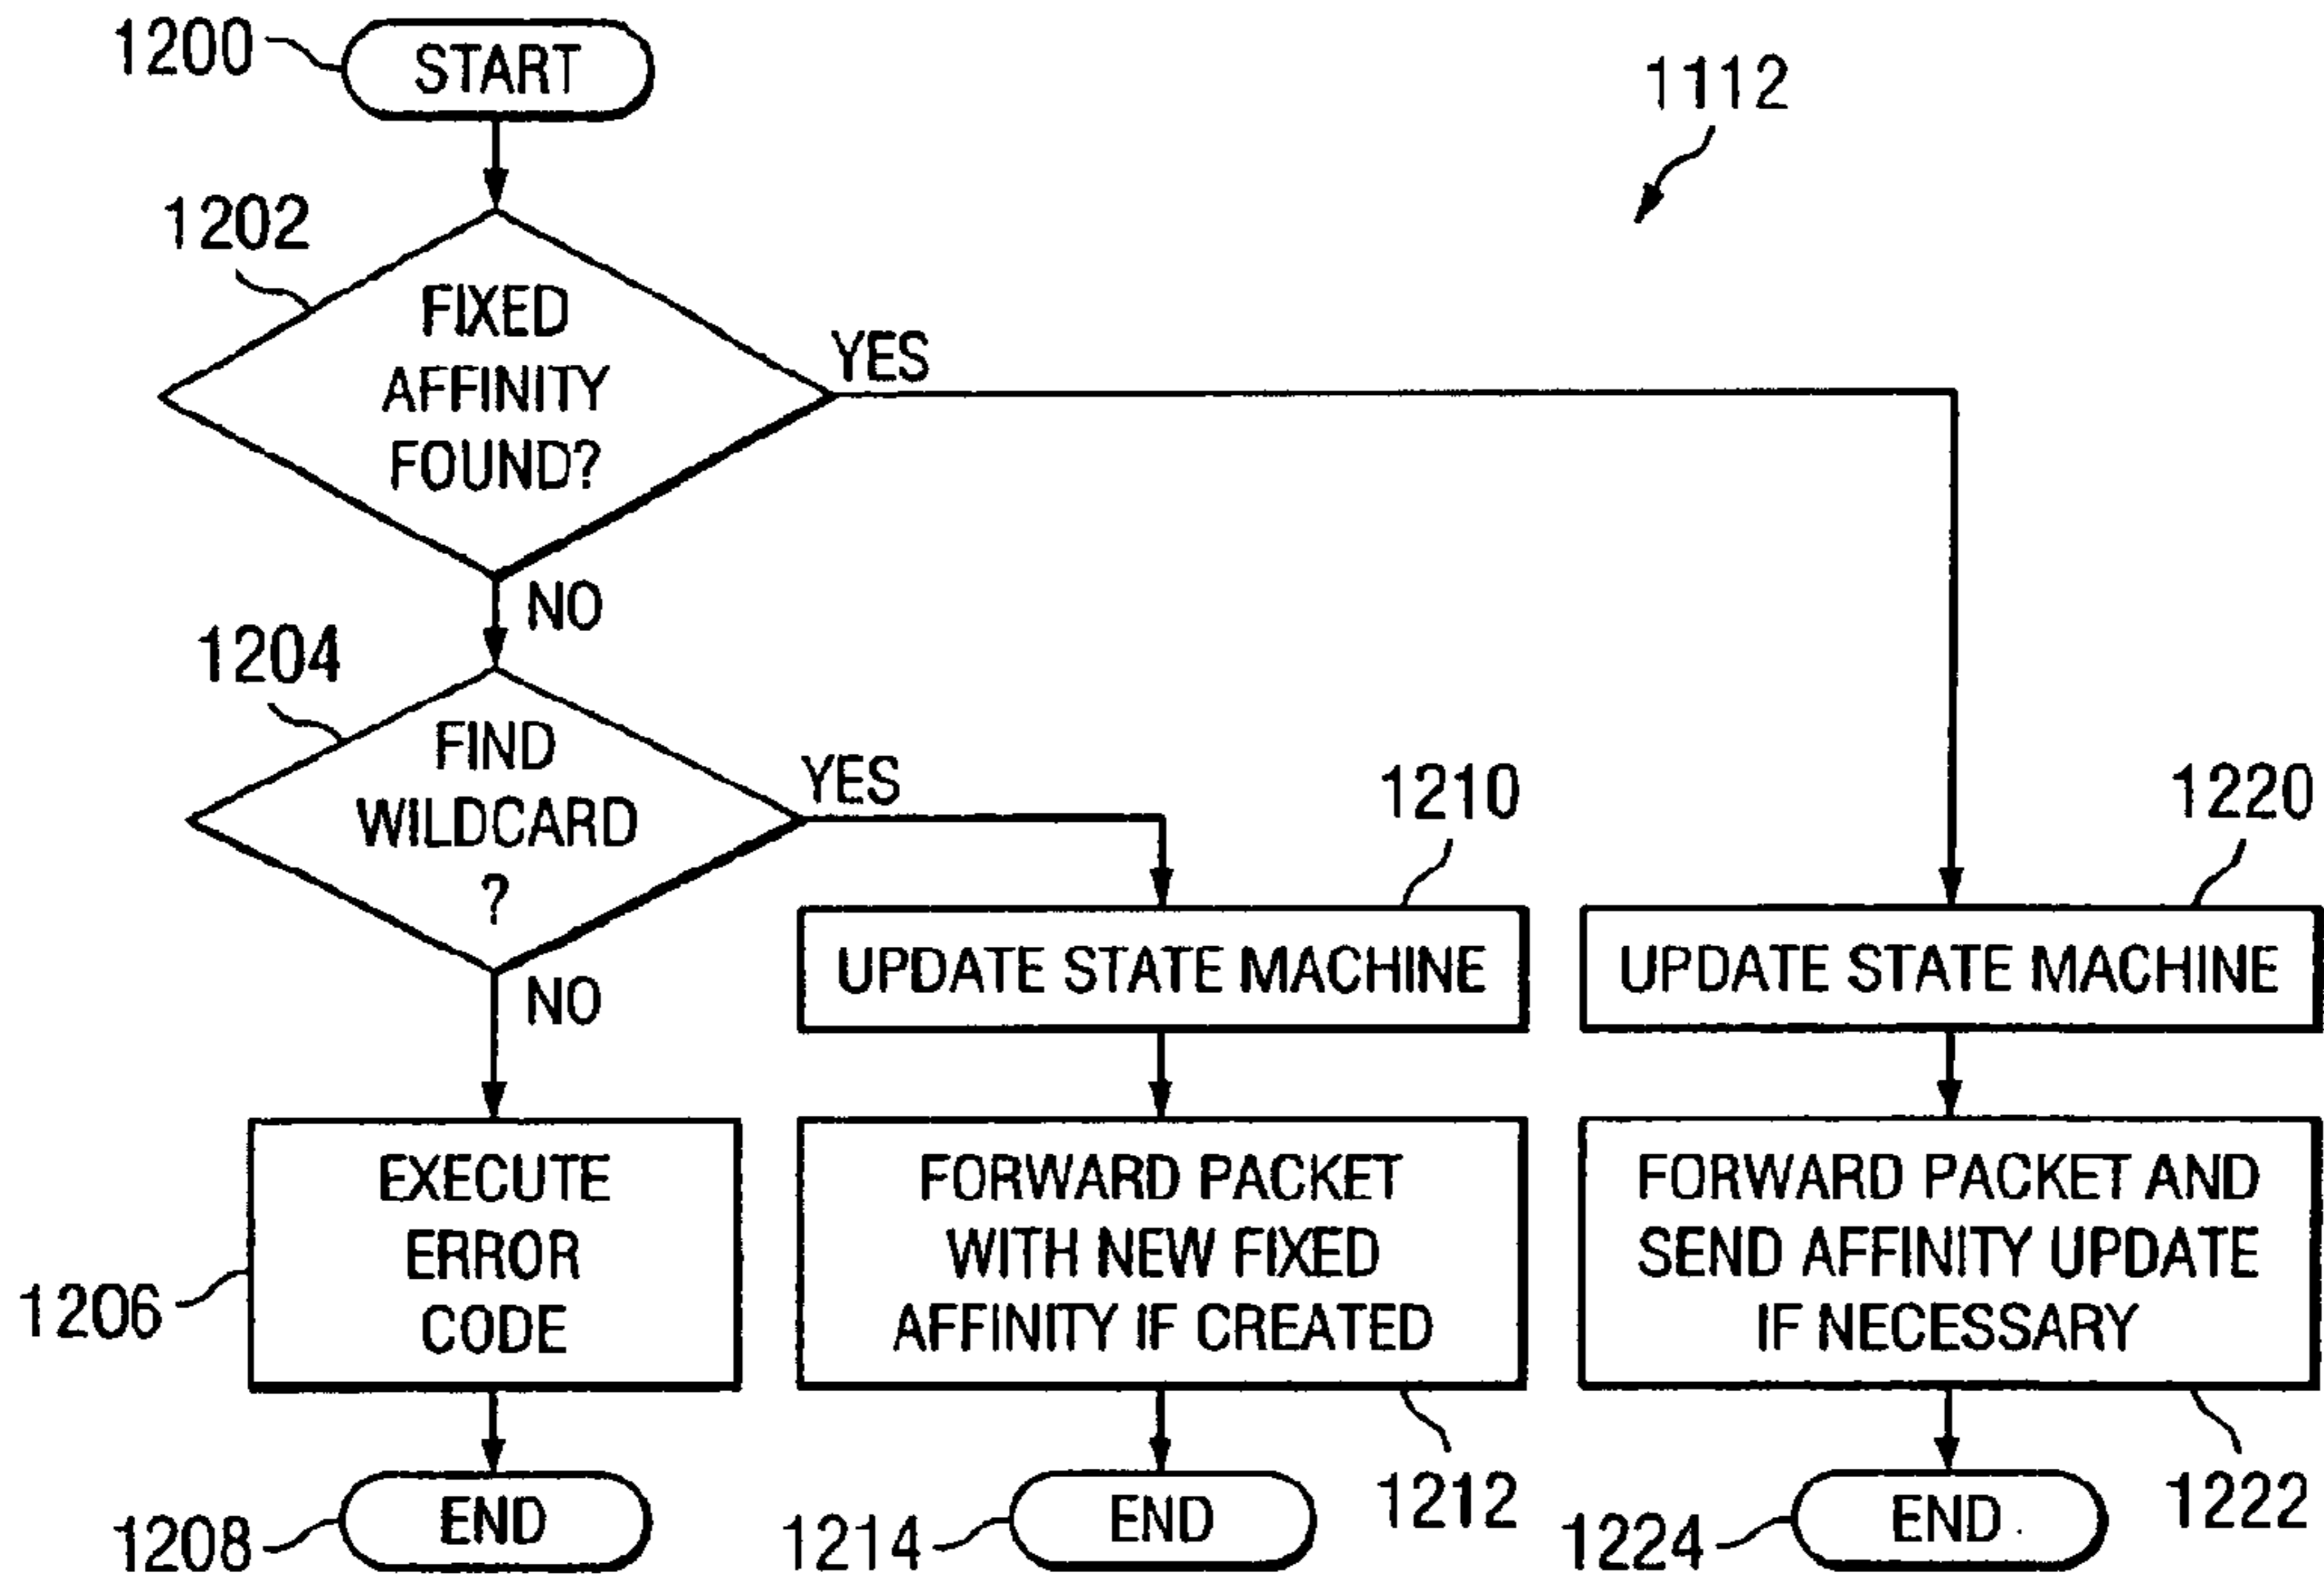 1200
START
1112
1202
FIXED
AFFINITY
FOUND?
YES
NO
1204
FIND
WILDCARD
?
YES
NO
1210
UPDATE STATE MACHINE
1220
UPDATE STATE MACHINE
EXECUTE
ERROR
CODE
1206
FORWARD PACKET
WITH NEW FIXED
AFFINITY IF CREATED
1212
FORWARD PACKET AND
SEND AFFINITY UPDATE
IF NECESSARY
1222
1208
END
1214
END
1224
END